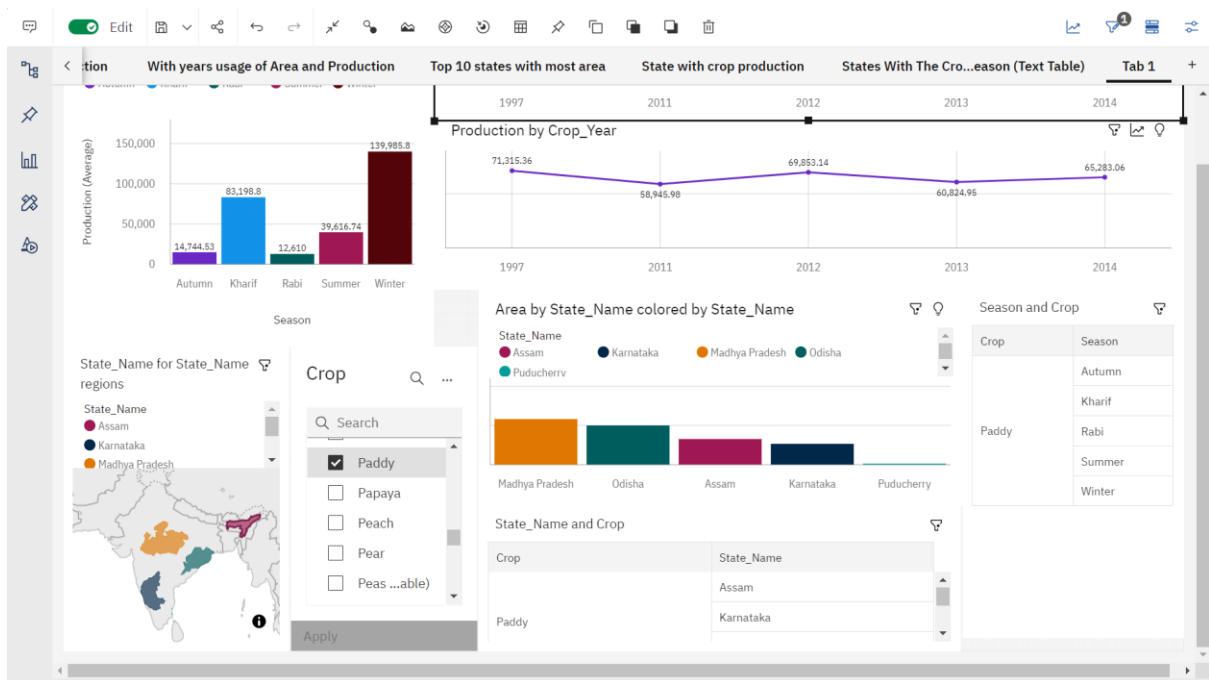 Edit
1
ction
With years usage of Area and Production
Top 10 states with most area
State with crop production
States With The Cro...eason (Text Table)
Tab 1
Autumn
Kharif
Rabi
Summer
Winter
Production (Average)
150,000
100,000
50,000
0
14,744.53
83,198.8
12,610
39,616.74
139,985.8
Autumn
Kharif
Rabi
Summer
Winter
Season
1997
2011
2012
2013
2014
Production by Crop_Year
71,315.36
58,945.98
69,853.14
60,824.95
65,283.06
1997
2011
2012
2013
2014
State_Name for State_Name
regions
State_Name
Assam
Karnataka
Madhya Pradesh
Crop
...
Search
Paddy
Papaya
Peach
Pear
Peas ...able)
Apply
Area by State_Name colored by State_Name
State_Name
Assam
Karnataka
Madhya Pradesh
Odisha
Puducherry
Madhya Pradesh
Odisha
Assam
Karnataka
Puducherry
State_Name and Crop
Crop
State_Name
Paddy
Assam
Karnataka
Season and Crop
Crop
Season
Paddy
Autumn
Kharif
Rabi
Summer
Winter